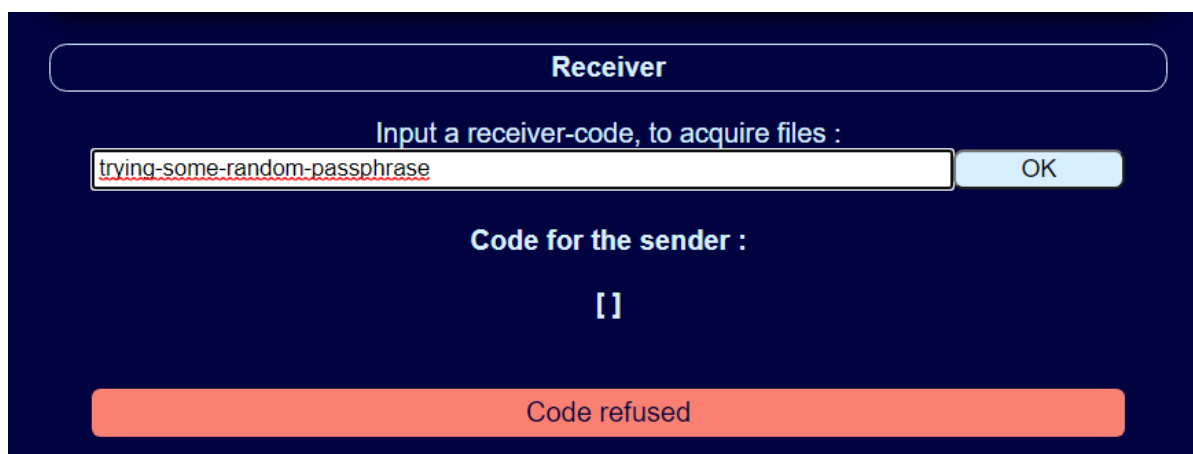 Receiver
Input a receiver-code, to acquire files :
trying-some-random-passphrase OK
Code for the sender :
[ ]
Code refused